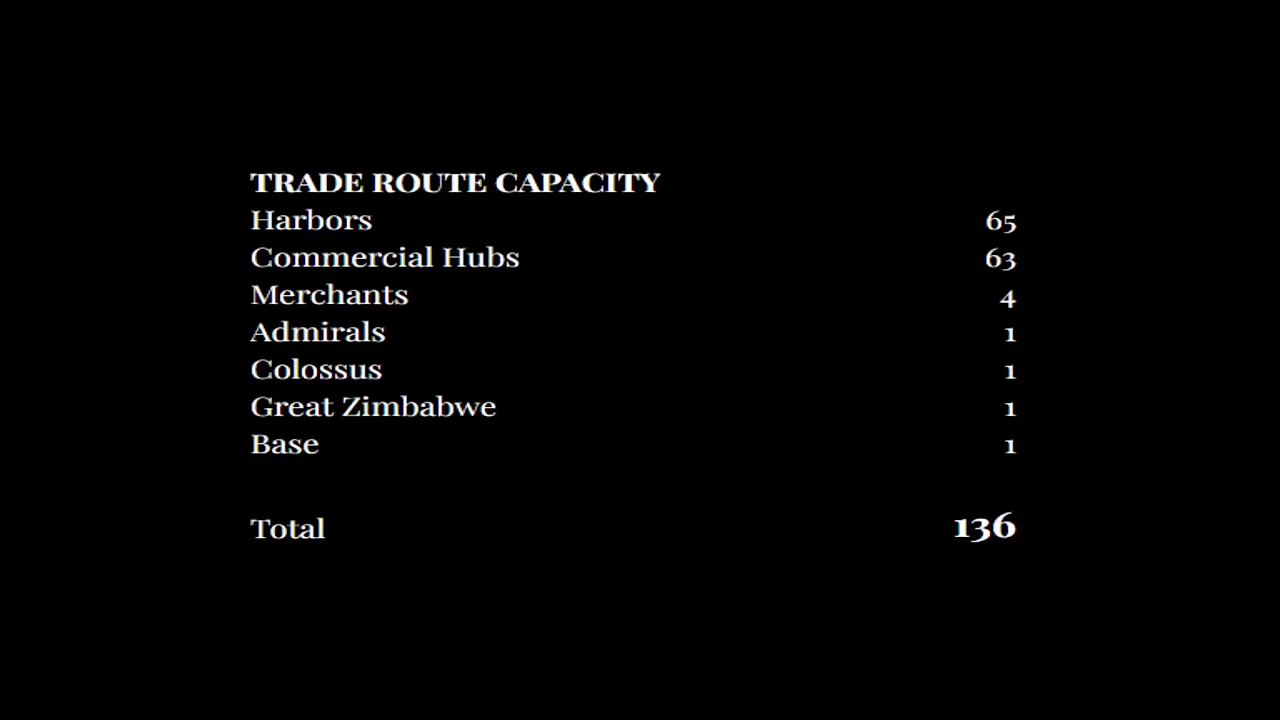 TRADE ROUTE CAPACITY
Harbors 65
Commercial Hubs 63
Merchants 4
Admirals 1
Colossus 1
Great Zimbabwe 1
Base 1
Total 136